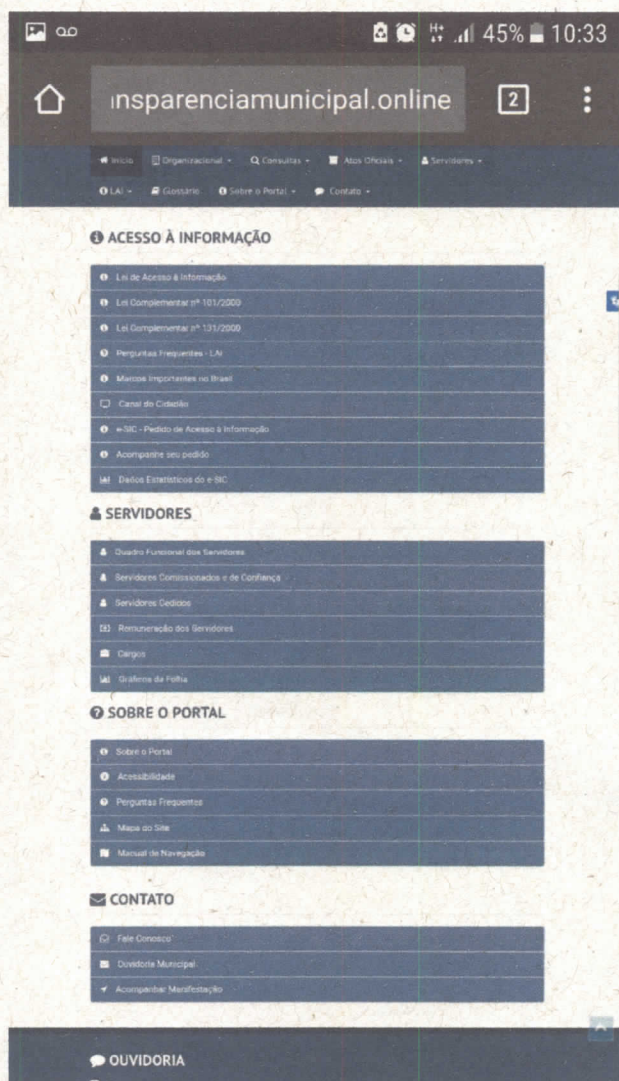 H+ 45% 10:33
ınsparenciamunicipal.online 2
Início Organizacional Consultas Atos Oficiais Servidores
LAI Glossário Sobre o Portal Contato
ACESSO À INFORMAÇÃO
Lei de Acesso à Informação
Lei Complementar nº 101/2000
Lei Complementar nº 131/2000
Perguntas Frequentes - LAI
Marcos Importantes no Brasil
Canal do Cidadão
e-SIC - Pedido de Acesso à Informação
Acompanhe seu pedido
Dados Estatísticos do e-SIC
SERVIDORES
Quadro Funcional dos Servidores
Servidores Comissionados e de Confiança
Servidores Cedidos
Remuneração dos Servidores
Cargos
Gráficos da Folha
SOBRE O PORTAL
Sobre o Portal
Acessibilidade
Perguntas Frequentes
Mapa do Site
Manual de Navegação
CONTATO
Fale Conosco
Ouvidoria Municipal
Acompanhar Manifestação
OUVIDORIA